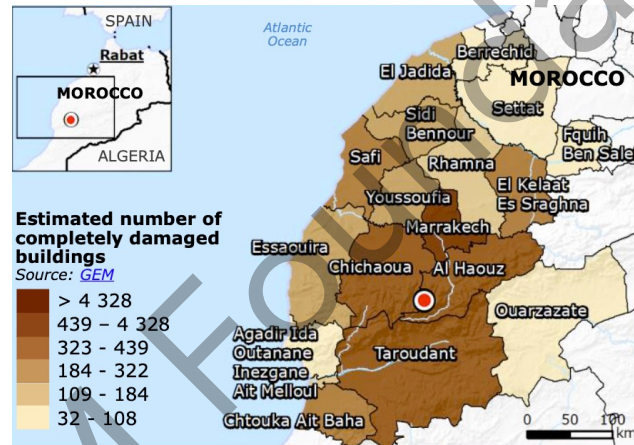 SPAIN
Rabat
MOROCCO
ALGERIA
Atlantic
Ocean
Berrechid
El Jadida
MOROCCO
Settat
Sidi
Bennour
Fquih
Ben Salel
Safi
Rhamna
El Kelaat
Es Sraghna
Youssoufia
Marrakech
Essaouira
Chichaoua
Al Haouz
Ouarzazate
Agadir Ida
Outanane
Inezgane
Ait Melloul
Taroudant
Chtouka Ait Baha
Estimated number of
completely damaged
buildings
Source: GEM
> 4 328
439 – 4 328
323 - 439
184 - 322
109 - 184
32 - 108
0 50 100
km